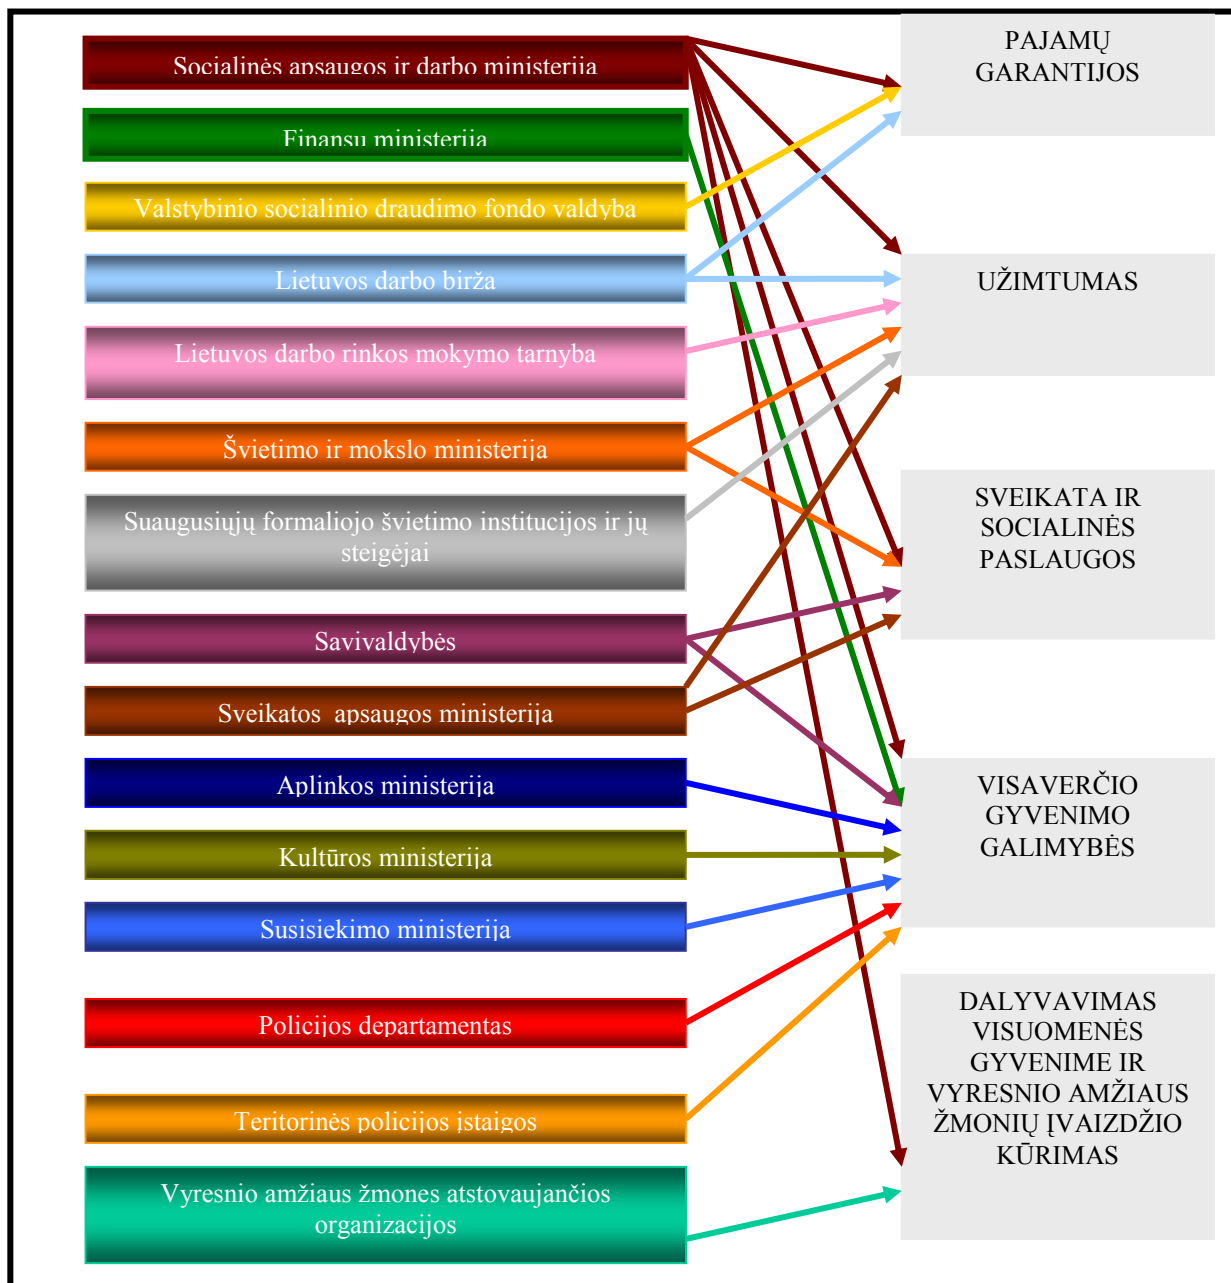 Socialinės apsaugos ir darbo ministerija
Finansų ministerija
Valstybinio socialinio draudimo fondo valdyba
Lietuvos darbo birža
Lietuvos darbo rinkos mokymo tarnyba
Švietimo ir mokslo ministerija
Suaugusiųjų formaliojo švietimo institucijos ir jų
steigėjai
Savivaldybės
Sveikatos apsaugos ministerija
Aplinkos ministerija
Kultūros ministerija
Susisiekimo ministerija
Policijos departamentas
Teritorinės policijos įstaigos
Vyresnio amžiaus žmones atstovaujančios
organizacijos
PAJAMŲ
GARANTIJOS
UŽIMTUMAS
SVEIKATA IR
SOCIALINĖS
PASLAUGOS
VISAVERČIO
GYVENIMO
GALIMYBĖS
DALYVAVIMAS
VISUOMENĖS
GYVENIME IR
VYRESNIO AMŽIAUS
ŽMONIŲ ĮVAIZDŽIO
KŪRIMAS